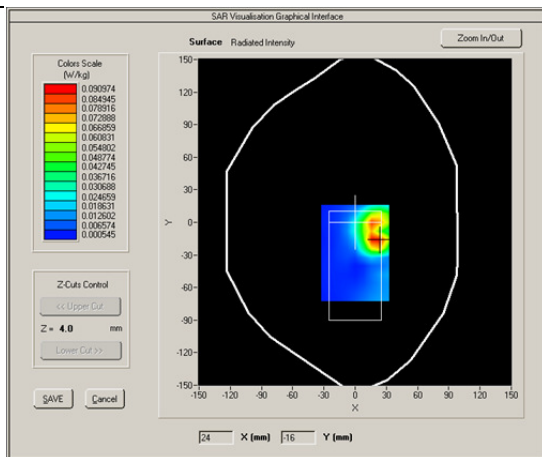 SAR Visualisation Graphical Interface
Surface Radiated Intensity
Zoom In/Out
Colors Scale
(W/kg)
0.090974
0.084945
0.078916
0.072888
0.066859
0.060831
0.054802
0.048774
0.042745
0.036716
0.030688
0.024659
0.018631
0.012602
0.006574
0.000545
150
120
90
60
30
0
-30
-60
-90
-120
-150
Y
-150 -120 -90 -60 -30 0 30 60 90 120 150
X
Z-Cuts Control
<< Upper Cut
Z = 4.0 mm
Lower Cut >>
SAVE Cancel
24 X (mm) -16 Y (mm)